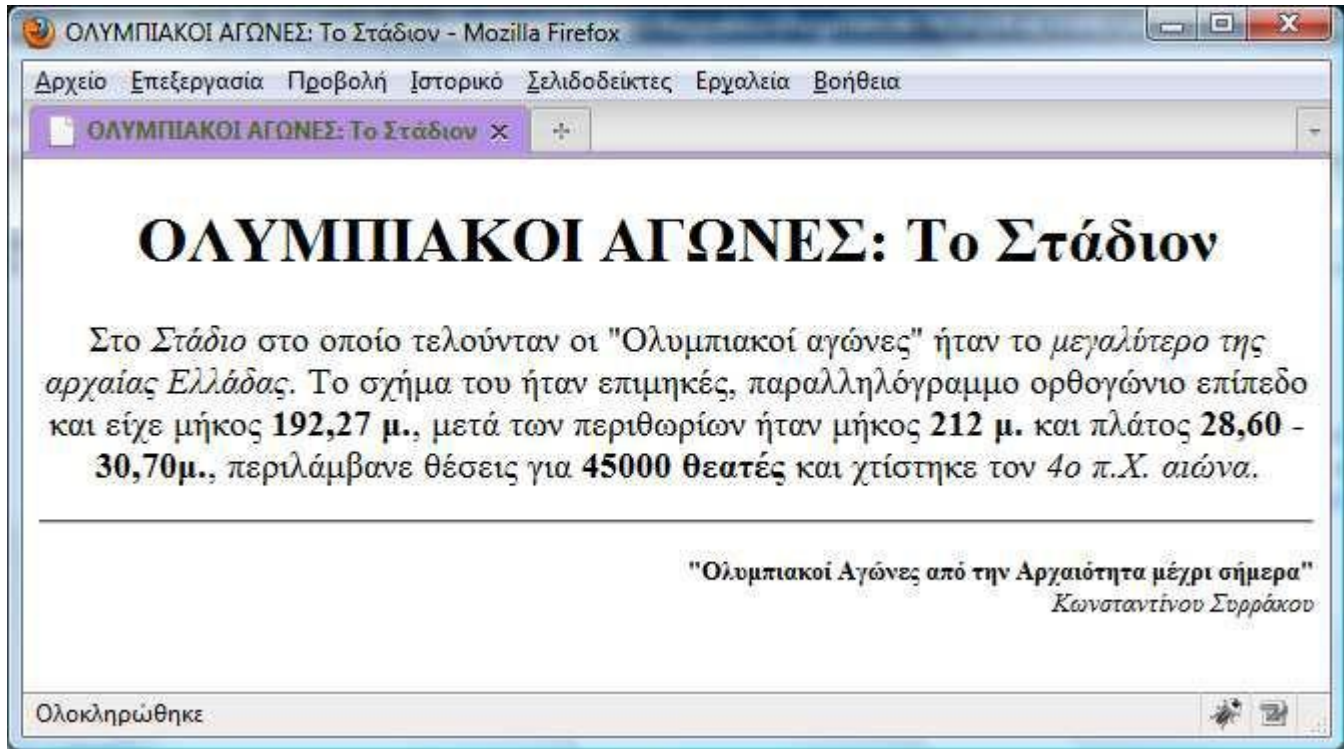 ΟΛΥΜΠΙΑΚΟΙ ΑΓΩΝΕΣ: Το Στάδιον - Mozilla Firefox
Αρχείο Επεξεργασία Προβολή Ιστορικό Σελιδοδείκτες Εργαλεία Βοήθεια
ΟΛΥΜΠΙΑΚΟΙ ΑΓΩΝΕΣ: Το Στάδιον
ΟΛΥΜΠΙΑΚΟΙ ΑΓΩΝΕΣ: Το Στάδιον
Στο Στάδιο στο οποίο τελούνταν οι "Ολυμπιακοί αγώνες" ήταν το μεγαλύτερο της
αρχαίας Ελλάδας. Το σχήμα του ήταν επιμηκές, παραλληλόγραμμο ορθογώνιο επίπεδο
και είχε μήκος 192,27 μ., μετά των περιθωρίων ήταν μήκος 212 μ. και πλάτος 28,60 -
30,70μ., περιλάμβανε θέσεις για 45000 θεατές και χτίστηκε τον 4ο π.Χ. αιώνα.
"Ολυμπιακοί Αγώνες από την Αρχαιότητα μέχρι σήμερα"
Κωνσταντίνου Συρράκου
Ολοκληρώθηκε